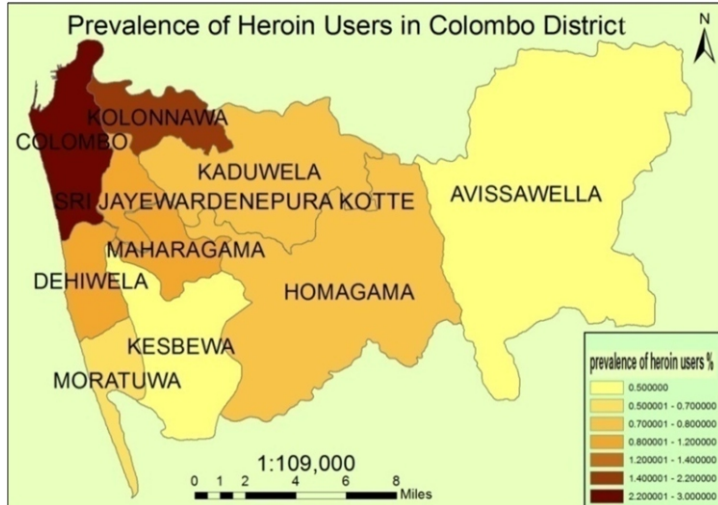 Prevalence of Heroin Users in Colombo District
N
KOLONNAWA
COLOMBO
KADUWELA
AVISSAWELLA
SRI JAYEWARDENEPURA KOTTE
MAHARAGAMA
DEHIWELA
HOMAGAMA
KESBEWA
MORATUWA
prevalence of heroin users %
0.500000
0.500001 - 0.700000
0.700001 - 0.800000
0.800001 - 1.200000
1.200001 - 1.400000
1.400001 - 2.200000
2.200001 - 3.000000
1:109,000
0 1 2 4 6 8
Miles